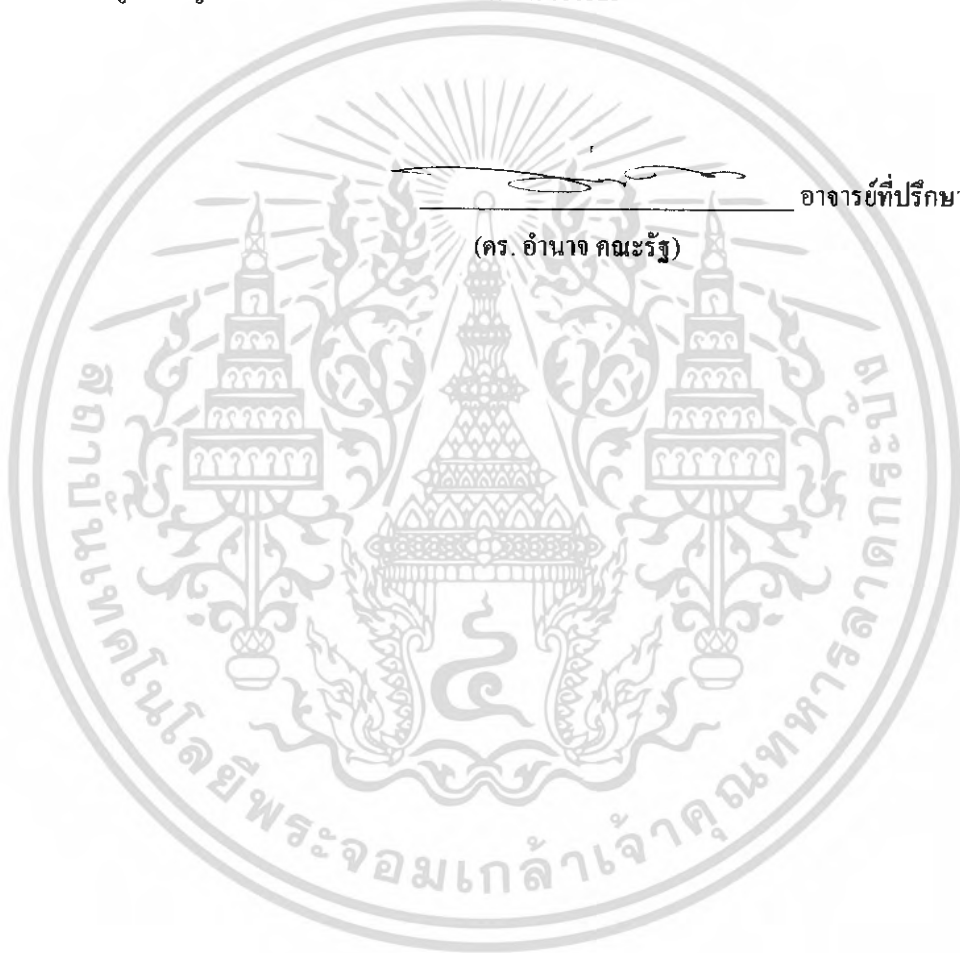 อาจารย์ที่ปรึกษา
(ดร. อำนาจ คณะรัฐ)
สถาบันเทคโนโลยีพระจอมเกล้าเจ้าคุณทหารลาดกระบัง